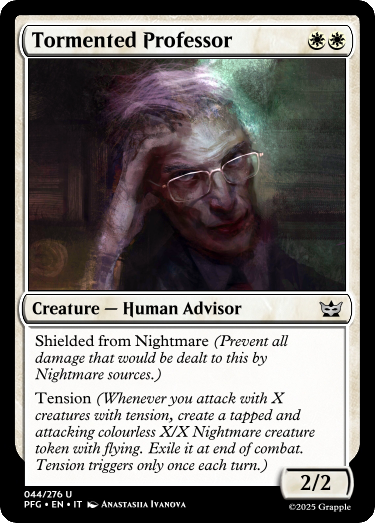 Tormented Professor
Creature — Human Advisor
Shielded from Nightmare (Prevent all
damage that would be dealt to this by
Nightmare sources.)
Tension (Whenever you attack with X
creatures with tension, create a tapped and
attacking colourless X/X Nightmare creature
token with flying. Exile it at end of combat.
Tension triggers only once each turn.)
2/2
044/276 U
PFG • EN • IT Anastasiia Ivanova
©2025 Grapple